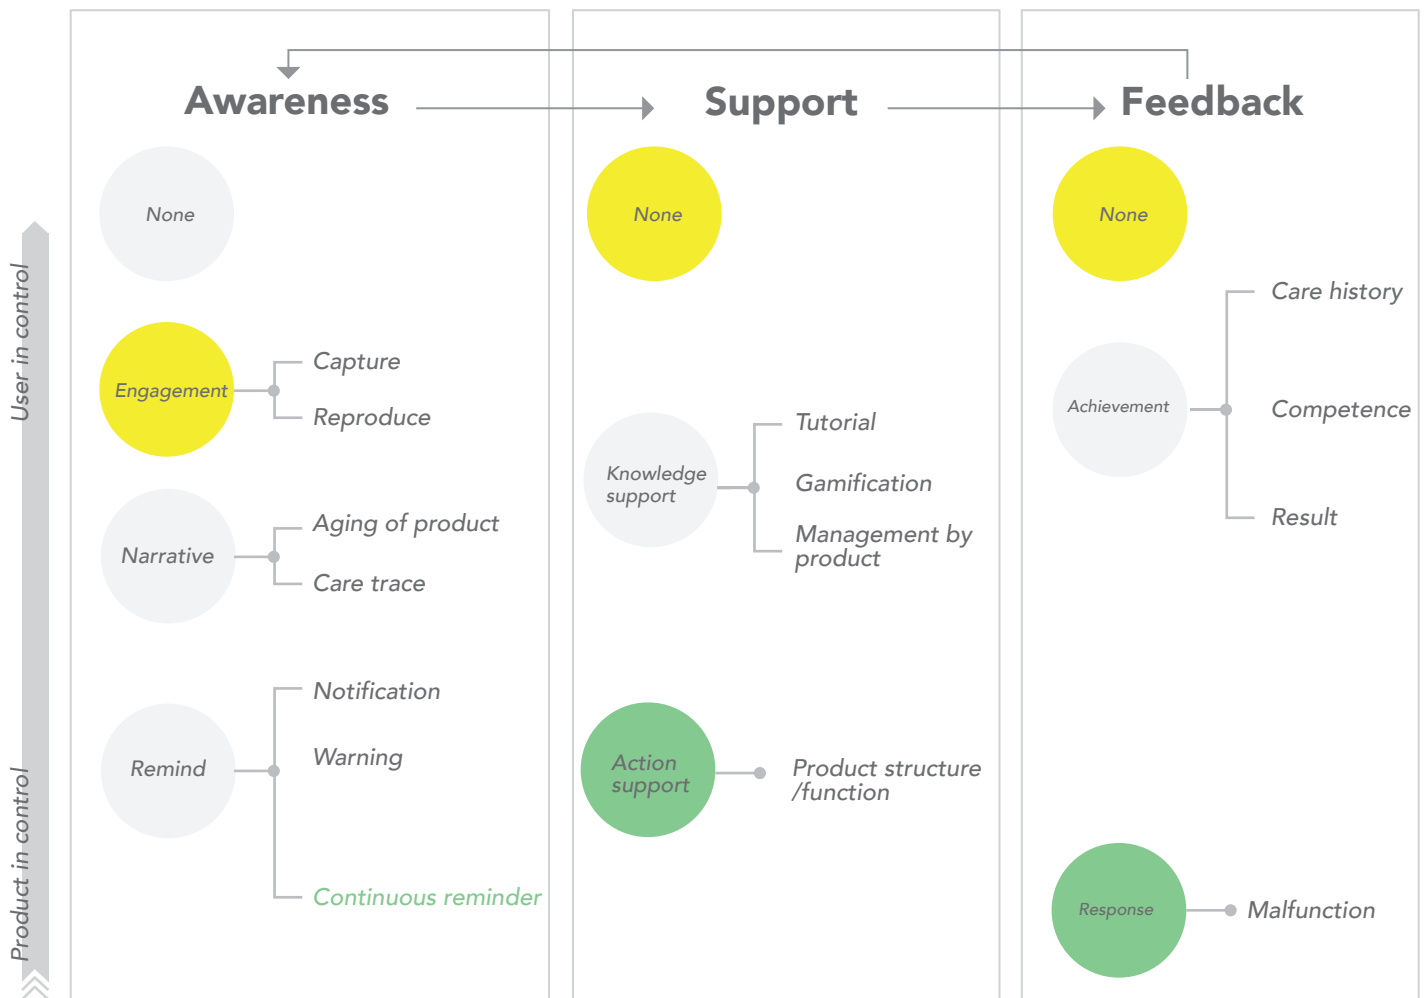 User in control
Product in control
Awareness
None
Engagement
Capture
Reproduce
Narrative
Aging of product
Care trace
Remind
Notification
Warning
Continuous reminder
Support
None
Knowledge
support
Tutorial
Gamification
Management by
product
Action
support
Product structure
/function
Feedback
None
Achievement
Care history
Competence
Result
Response
Malfunction